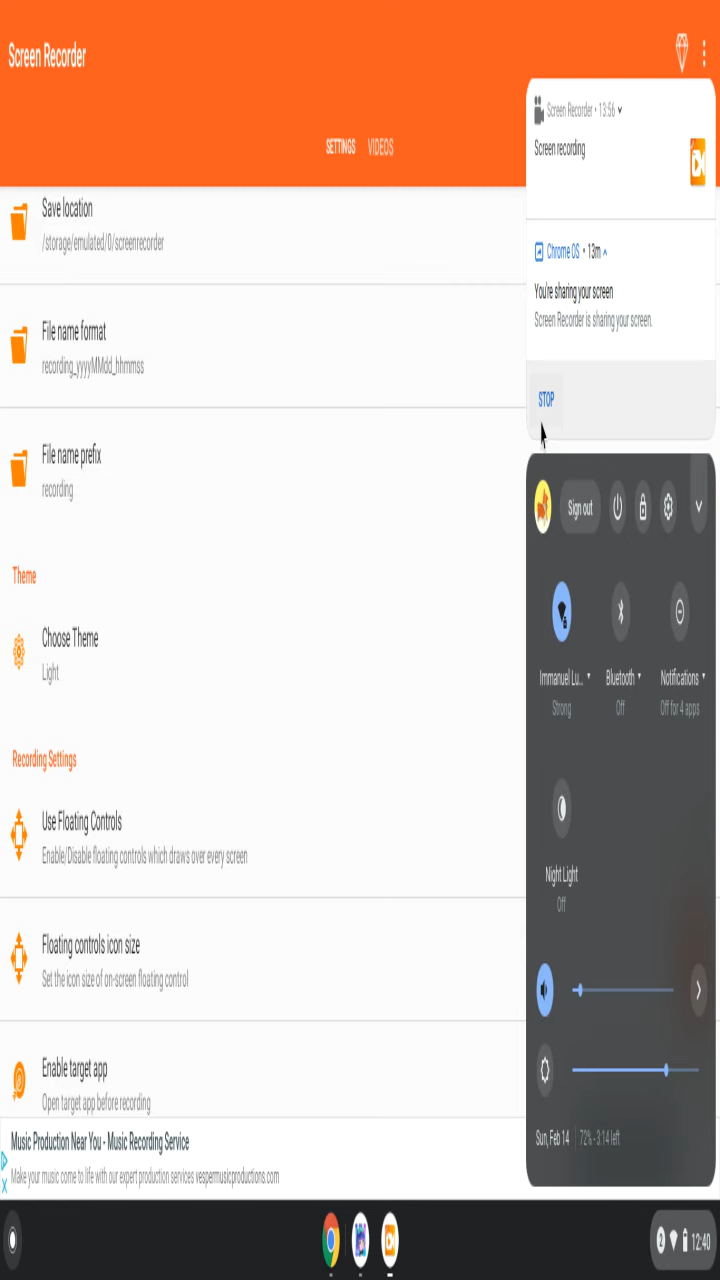 Screen Recorder
SETTINGS VIDEOS
Save location
/storage/emulated/0/screenrecorder
File name format
recording_yyyyMMdd_hhmmss
File name prefix
recording
Theme
Choose Theme
Light
Recording Settings
Use Floating Controls
Enable/Disable floating controls which draws over every screen
Floating controls icon size
Set the icon size of on-screen floating control
Enable target app
Open target app before recording
Music Production Near You - Music Recording Service
Make your music come to life with our expert production services vespermusicproductions.com
Screen Recorder • 13:56
Screen recording
Chrome OS • 13m
You're sharing your screen
Screen Recorder is sharing your screen.
STOP
Sign out
Immanuel Lu... Bluetooth Notifications
Strong Off Off for 4 apps
Night Light
Off
Sun, Feb 14 72% - 3:14 left
2 12:40